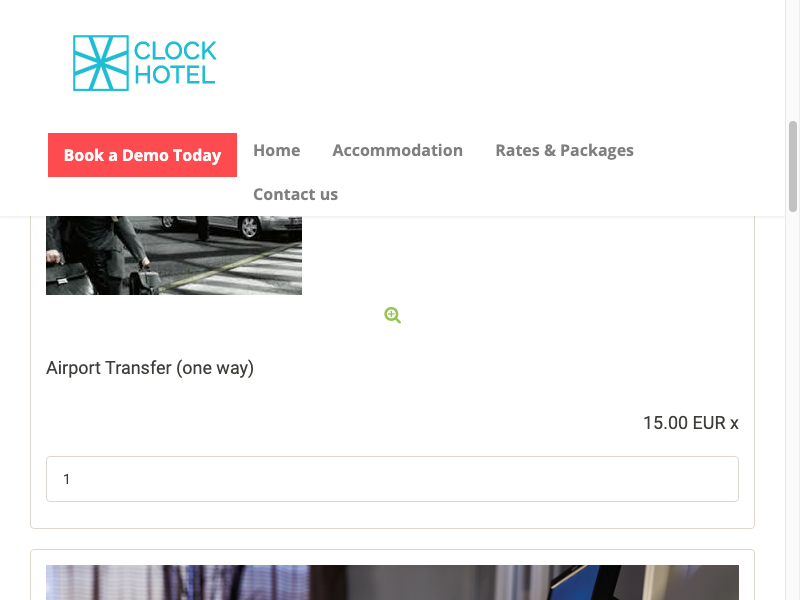 CLOCK
HOTEL
Book a Demo Today
Home
Accommodation
Rates & Packages
Contact us
Airport Transfer (one way)
15.00 EUR x
1